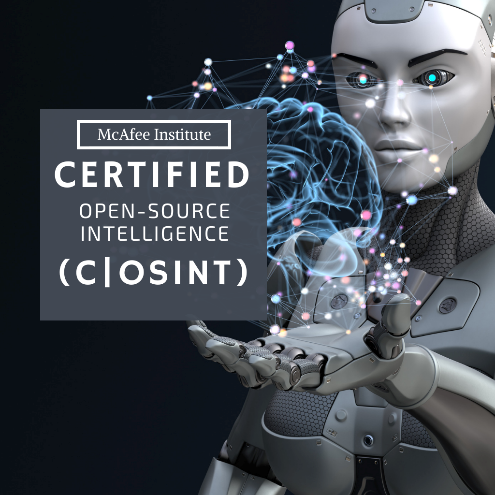 McAfee Institute
CERTIFIED
OPEN-SOURCE
INTELLIGENCE
(C|OSINT)